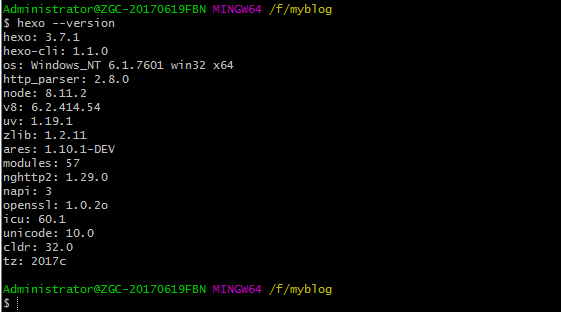 Administrator@ZGC-20170619FBN MINGW64 /f/myblog
$ hexo --version
hexo: 3.7.1
hexo-cli: 1.1.0
os: Windows_NT 6.1.7601 win32 x64
http_parser: 2.8.0
node: 8.11.2
v8: 6.2.414.54
uv: 1.19.1
zlib: 1.2.11
ares: 1.10.1-DEV
modules: 57
nghttp2: 1.29.0
napi: 3
openssl: 1.0.2o
icu: 60.1
unicode: 10.0
cldr: 32.0
tz: 2017c
Administrator@ZGC-20170619FBN MINGW64 /f/myblog
$